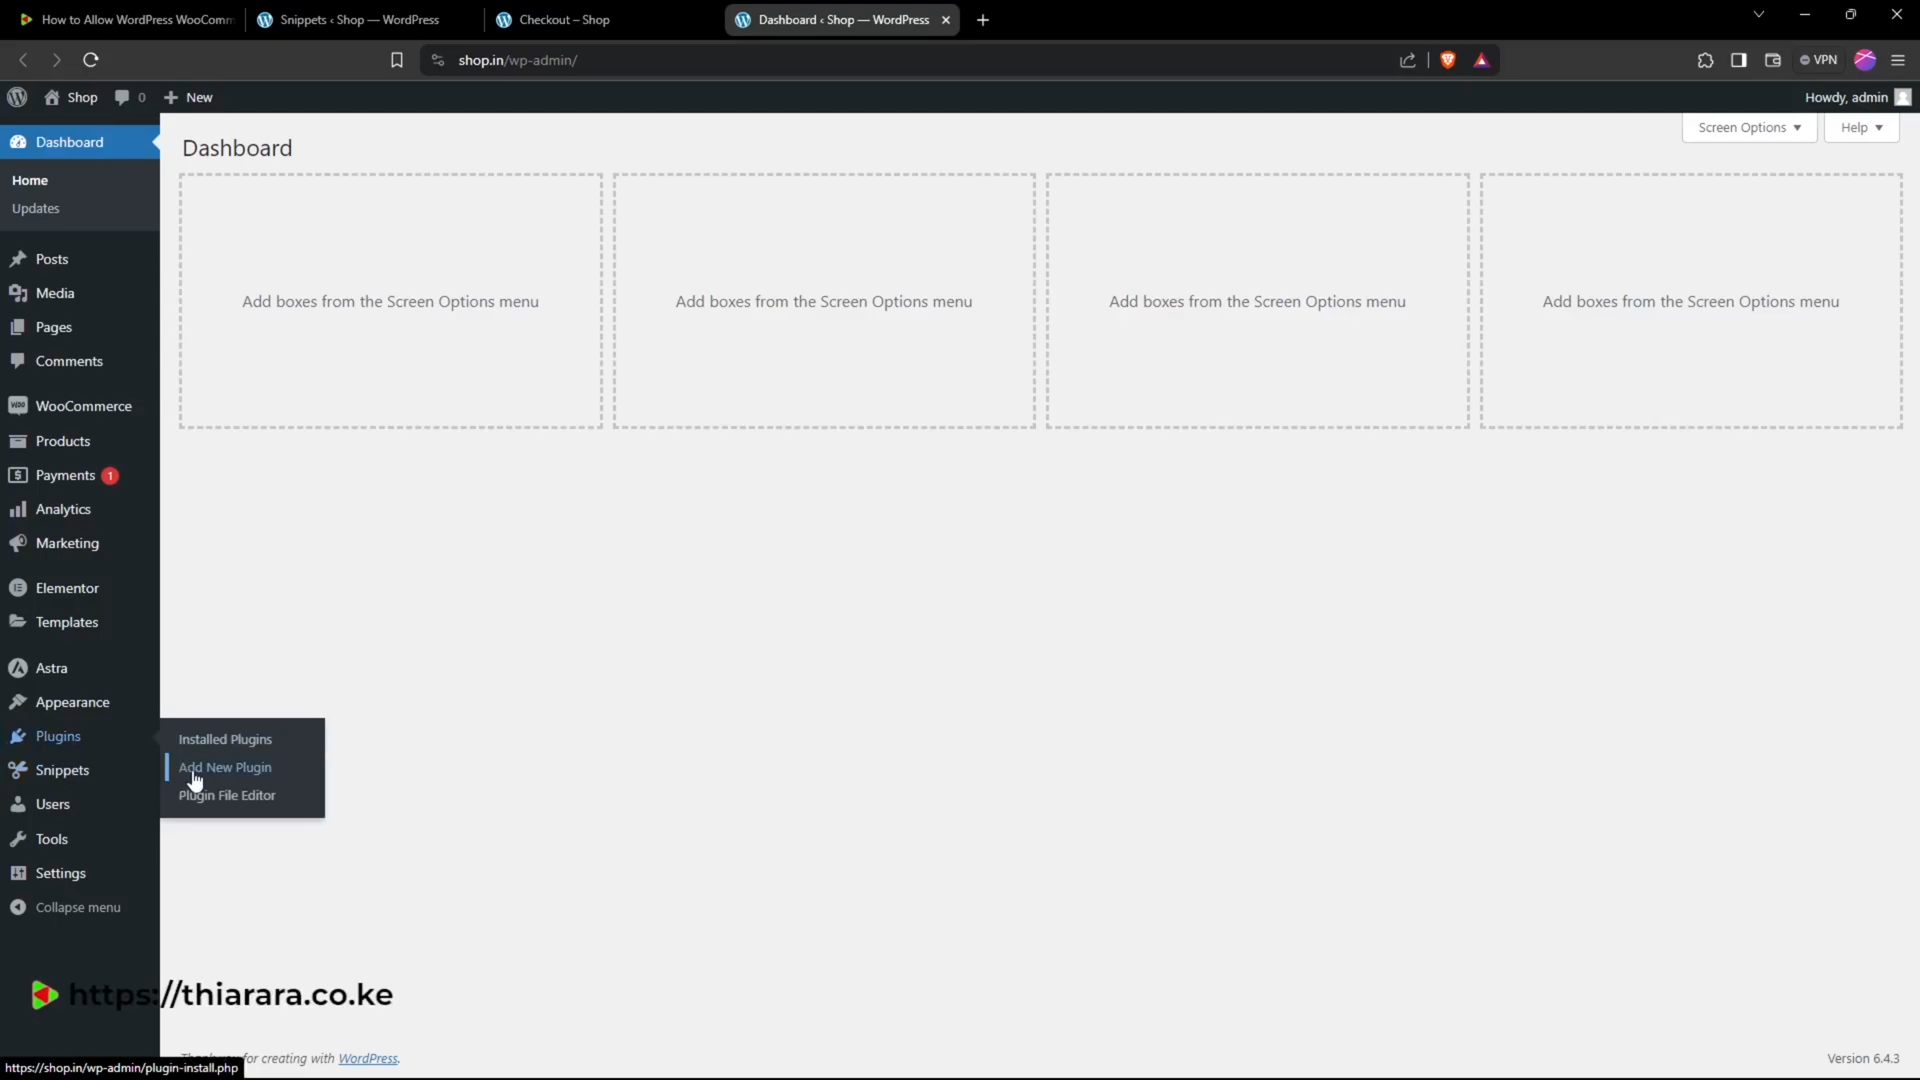 How to Allow WordPress WooComm
Snippets ‹ Shop — WordPress
Checkout – Shop
Dashboard ‹ Shop — WordPress
shop.in/wp-admin/
VPN
Shop
0
New
Howdy, admin
Screen Options
Help
Dashboard
Dashboard
Home
Updates
Add boxes from the Screen Options menu
Add boxes from the Screen Options menu
Add boxes from the Screen Options menu
Add boxes from the Screen Options menu
Posts
Media
Pages
Comments
WooCommerce
Products
Payments 1
Analytics
Marketing
Elementor
Templates
Astra
Appearance
Plugins
Installed Plugins
Add New Plugin
Plugin File Editor
Snippets
Users
Tools
Settings
Collapse menu
https://thiarara.co.ke
for creating with WordPress.
Version 6.4.3
https://shop.in/wp-admin/plugin-install.php